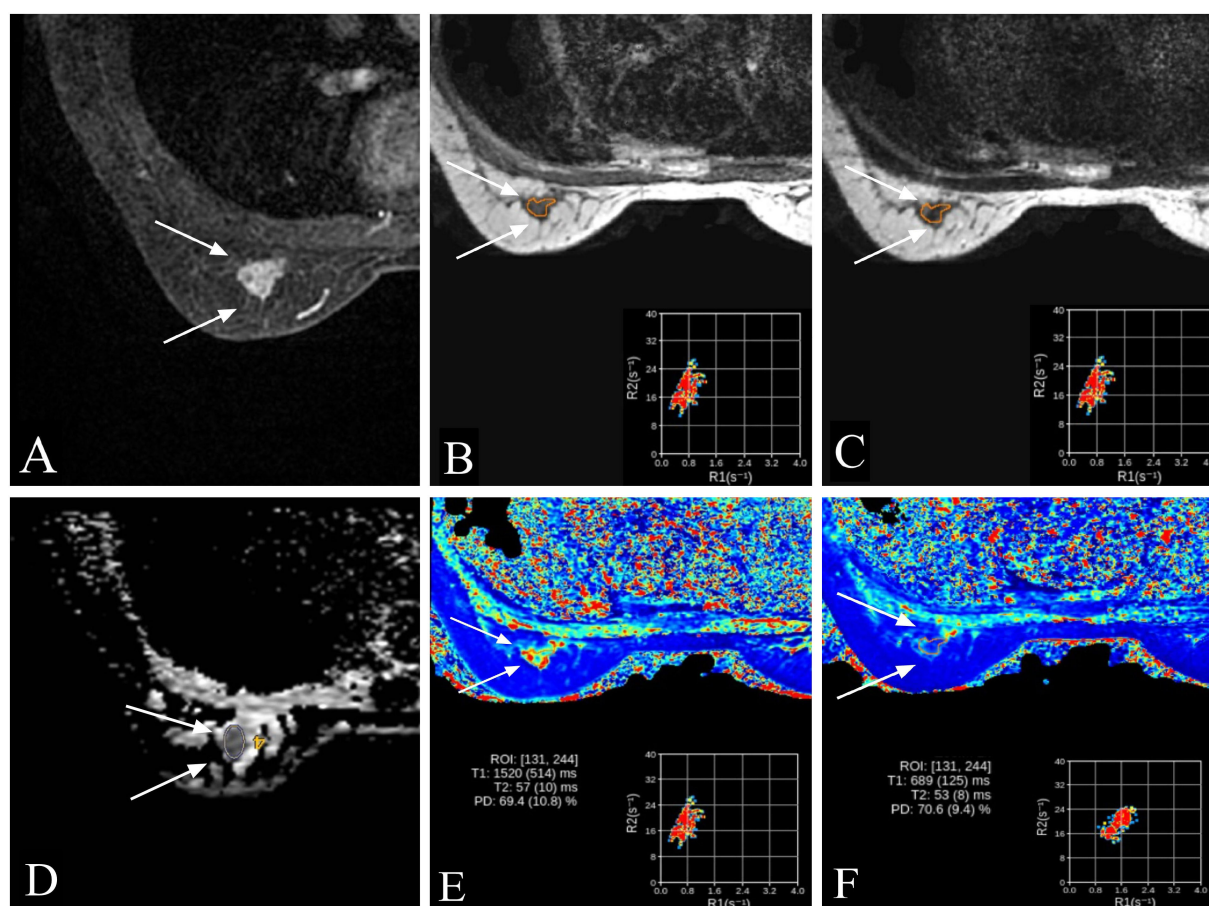 A
B
40
32
24
16
8
0
R2(s⁻¹)
0.0 0.8 1.6 2.4 3.2 4.0
R1(s⁻¹)
C
40
32
24
16
8
0
R2(s⁻¹)
0.0 0.8 1.6 2.4 3.2 4
R1(s⁻¹)
D
E
ROI: [131, 244]
T1: 1520 (514) ms
T2: 57 (10) ms
PD: 69.4 (10.8) %
40
32
24
16
8
0
R2(s⁻¹)
0.0 0.8 1.6 2.4 3.2 4.0
R1(s⁻¹)
F
ROI: [131, 244]
T1: 689 (125) ms
T2: 53 (8) ms
PD: 70.6 (9.4) %
40
32
24
16
8
0
R2(s⁻¹)
0.0 0.8 1.6 2.4 3.2 4.0
R1(s⁻¹)